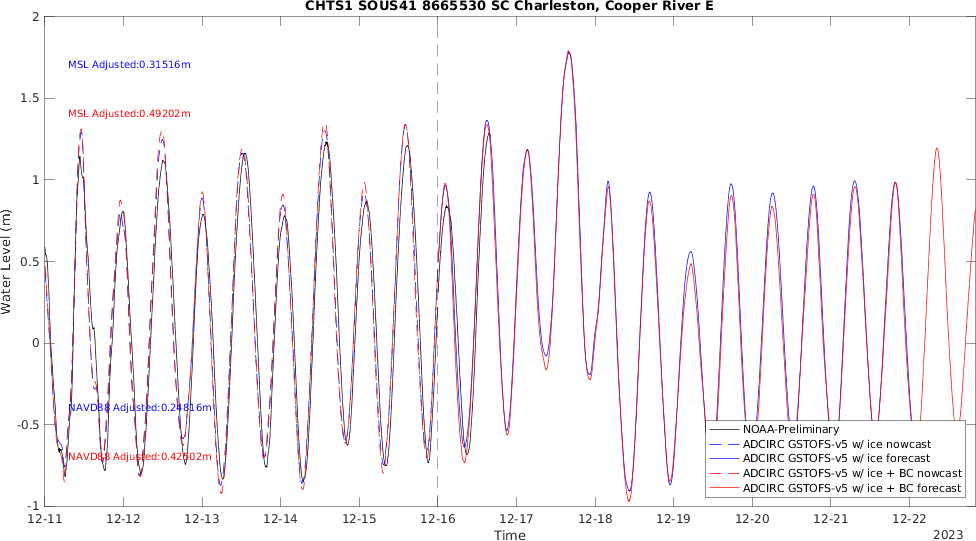 CHTS1 SOUS41 8665530 SC Charleston, Cooper River E
2
1.5
1
0.5
0
-0.5
-1
Water Level (m)
MSL Adjusted:0.31516m
MSL Adjusted:0.49202m
NAVD88 Adjusted:0.24816m
NAVD88 Adjusted:0.42502m
NOAA-Preliminary
ADCIRC GSTOFS-v5 w/ ice nowcast
ADCIRC GSTOFS-v5 w/ ice forecast
ADCIRC GSTOFS-v5 w/ ice + BC nowcast
ADCIRC GSTOFS-v5 w/ ice + BC forecast
12-11 12-12 12-13 12-14 12-15 12-16 12-17 12-18 12-19 12-20 12-21 12-22
Time
2023